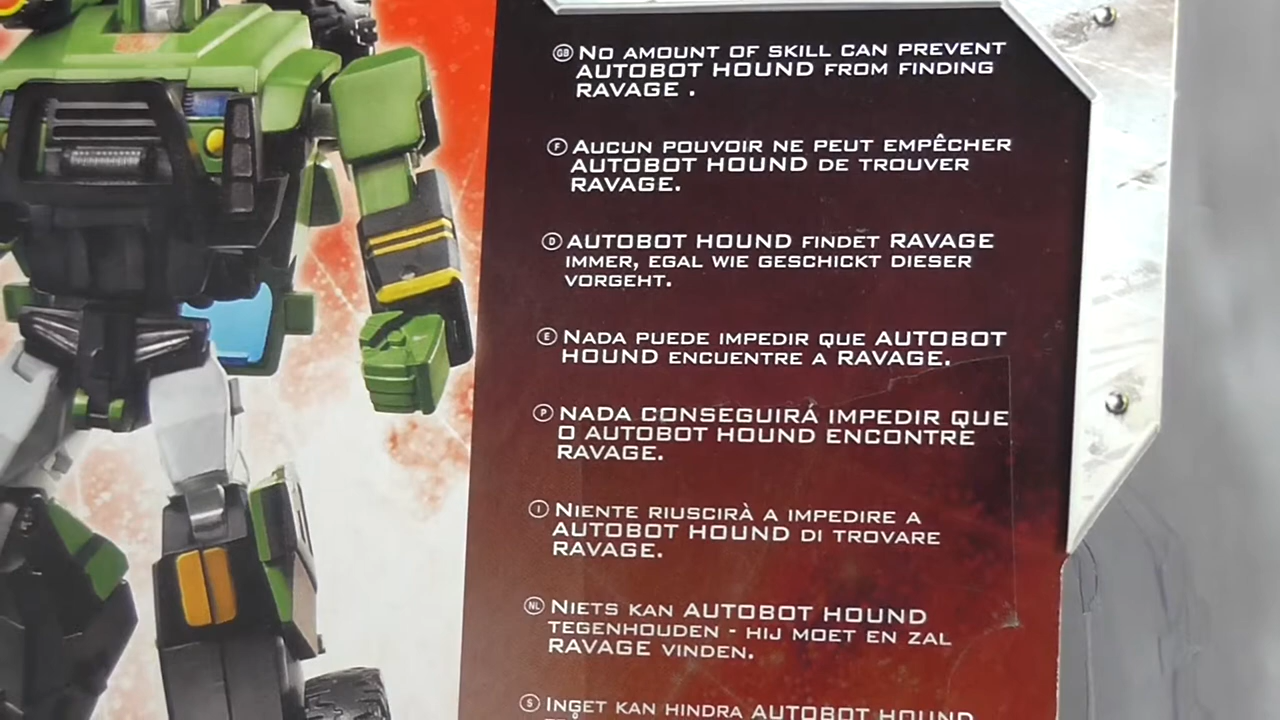 GB No amount of skill can prevent
AUTOBOT HOUND from finding
RAVAGE .
F Aucun pouvoir ne peut empêcher
AUTOBOT HOUND de trouver
RAVAGE.
D AUTOBOT HOUND findet RAVAGE
immer, egal wie geschickt dieser
vorgeht.
E Nada puede impedir que AUTOBOT
HOUND encuentre a RAVAGE.
P NADA CONSEGUIRÁ IMPEDIR QUE
O AUTOBOT HOUND ENCONTRE
RAVAGE.
I Niente riuscirà a impedire a
AUTOBOT HOUND di trovare
RAVAGE.
NL Niets kan AUTOBOT HOUND
tegenhouden - hij moet en zal
RAVAGE vinden.
S Inget kan hindra AUTOBOT HOUND